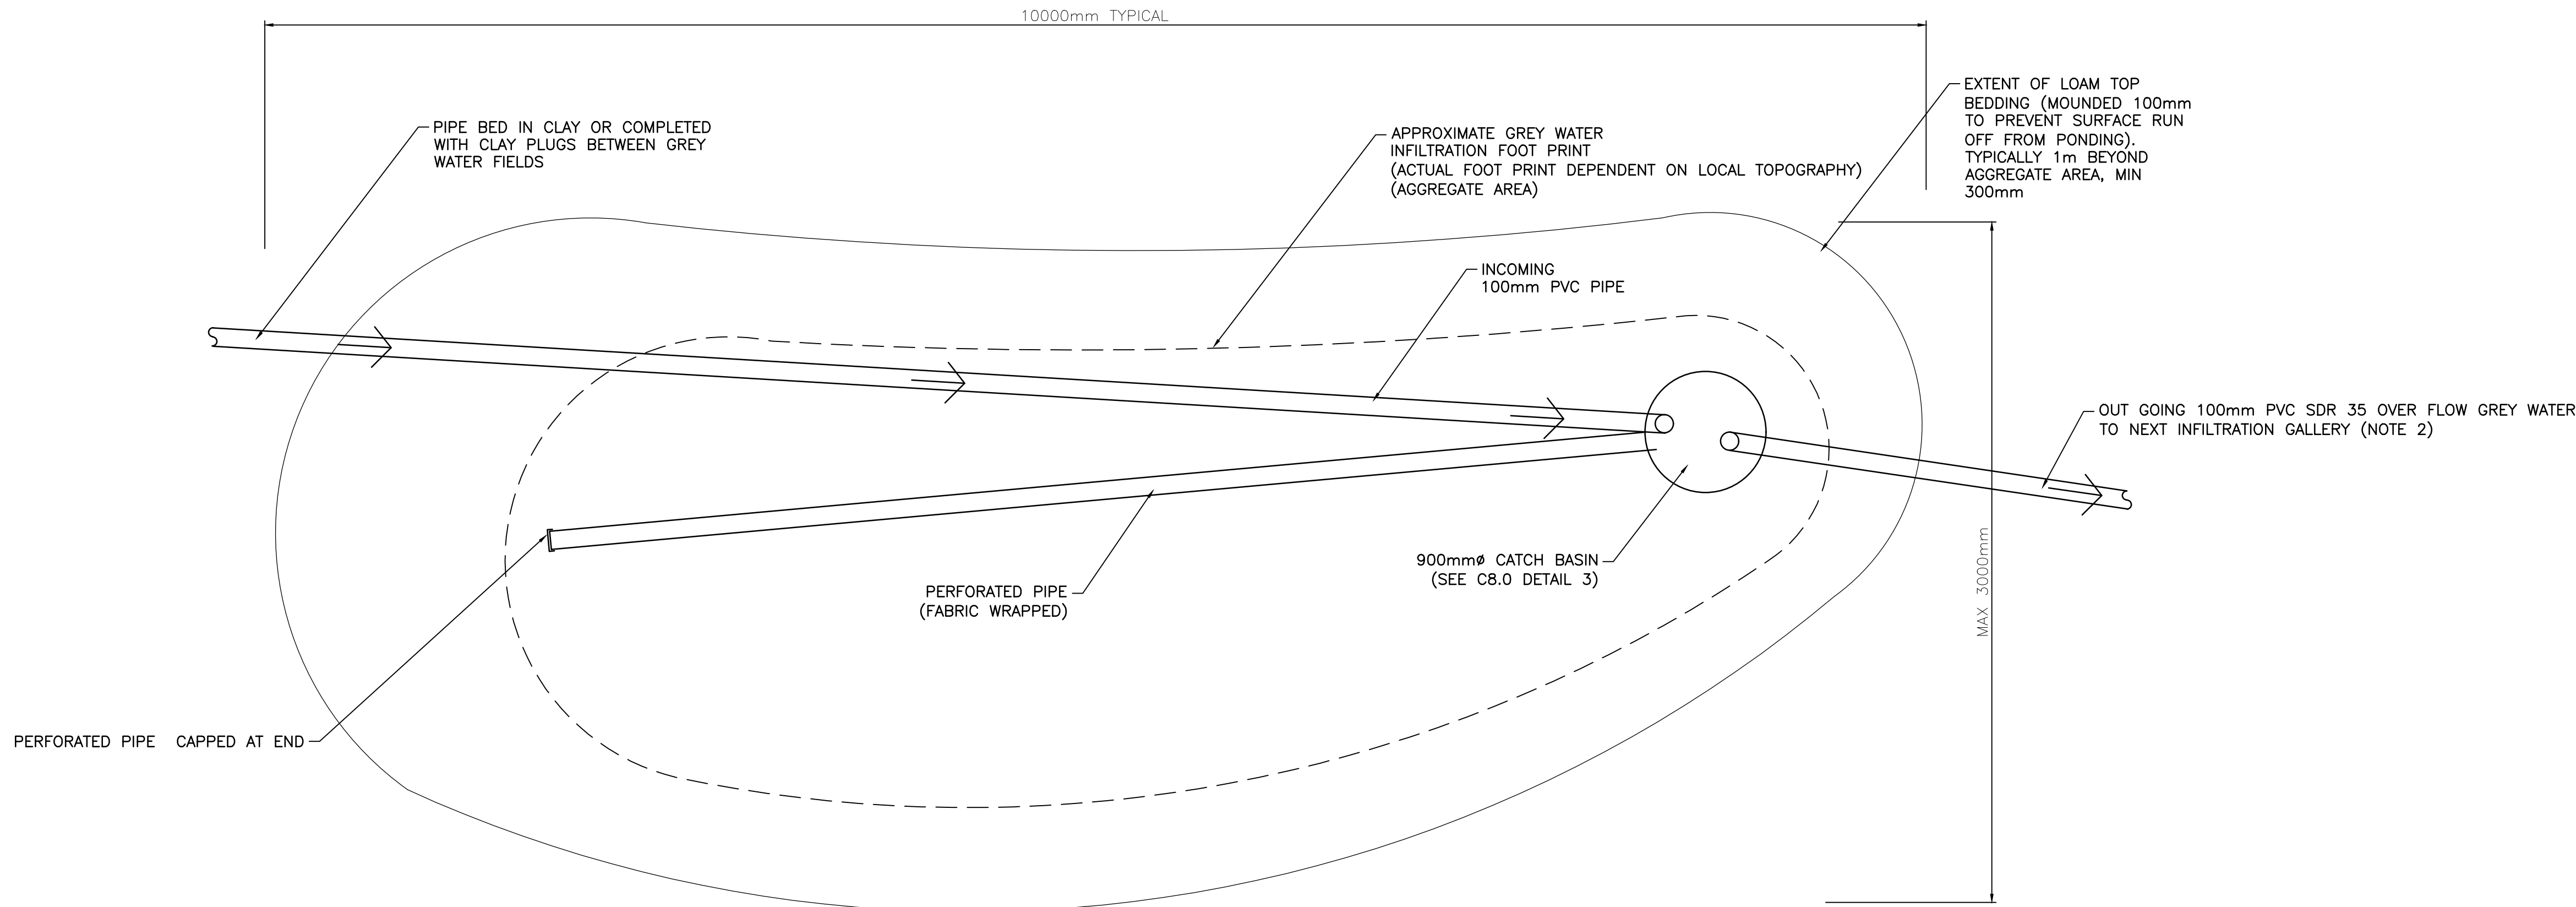 10000mm TYPICAL
PIPE BED IN CLAY OR COMPLETED
WITH CLAY PLUGS BETWEEN GREY
WATER FIELDS
APPROXIMATE GREY WATER
INFILTRATION FOOT PRINT
(ACTUAL FOOT PRINT DEPENDENT ON LOCAL TOPOGRAPHY)
(AGGREGATE AREA)
EXTENT OF LOAM TOP
BEDDING (MOUNDED 100mm
TO PREVENT SURFACE RUN
OFF FROM PONDING).
TYPICALLY 1m BEYOND
AGGREGATE AREA, MIN
300mm
INCOMING
100mm PVC PIPE
OUT GOING 100mm PVC SDR 35 OVER FLOW GREY WATER
TO NEXT INFILTRATION GALLERY (NOTE 2)
MAX 3000mm
900mmø CATCH BASIN
(SEE C8.0 DETAIL 3)
PERFORATED PIPE
(FABRIC WRAPPED)
PERFORATED PIPE  CAPPED AT END